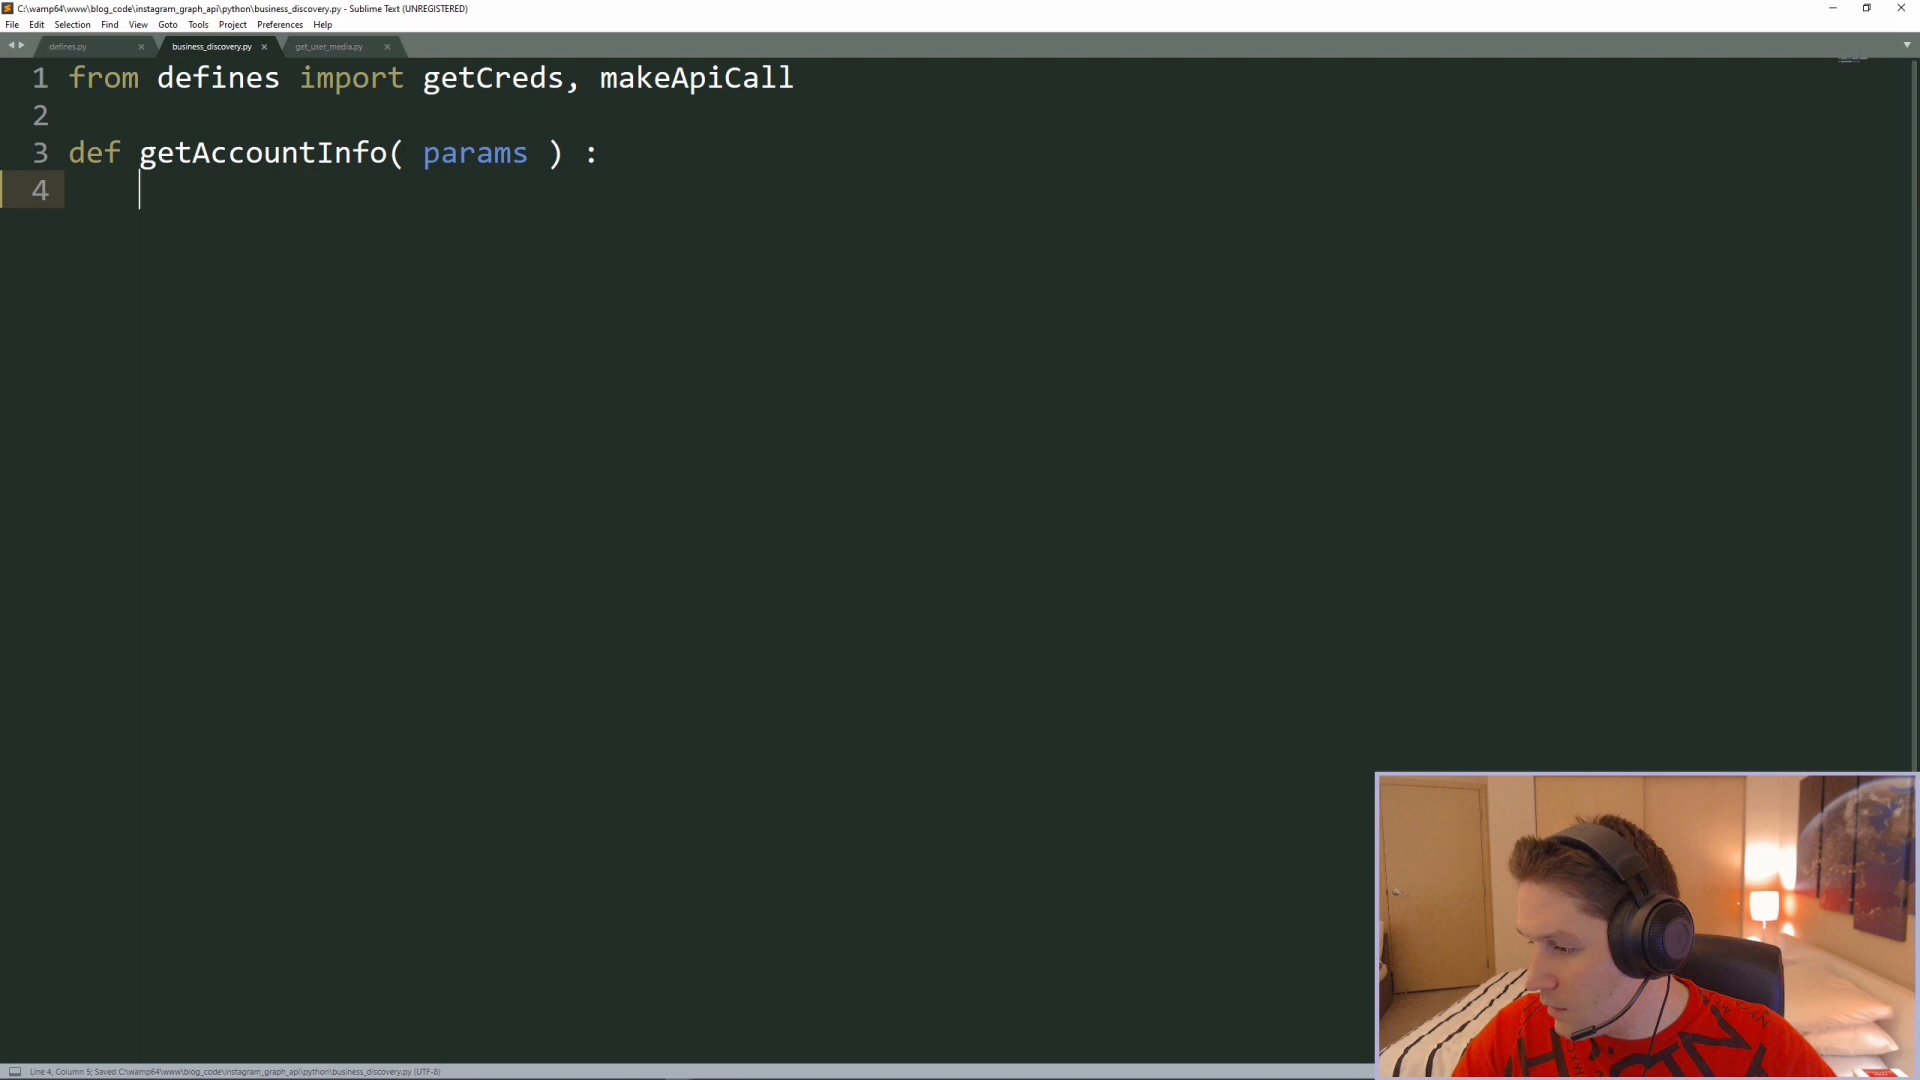 C:\wamp64\www\blog_code\instagram_graph_api\python\business_discovery.py - Sublime Text (UNREGISTERED)
File Edit Selection Find View Goto Tools Project Preferences Help
defines.py business_discovery.py get_user_media.py
1 from defines import getCreds, makeApiCall
2
3 def getAccountInfo( params ) :
4
Line 4, Column 5; Saved C:\wamp64\www\blog_code\instagram_graph_api\python\business_discovery.py (UTF-8)